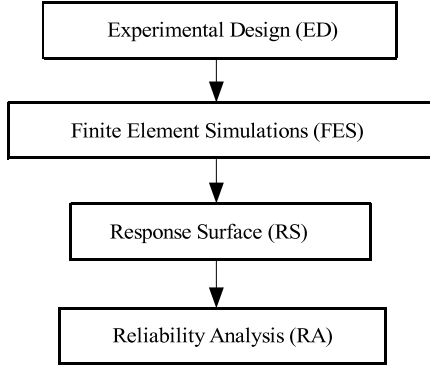 Experimental Design (ED)
Finite Element Simulations (FES)
Response Surface (RS)
Reliability Analysis (RA)